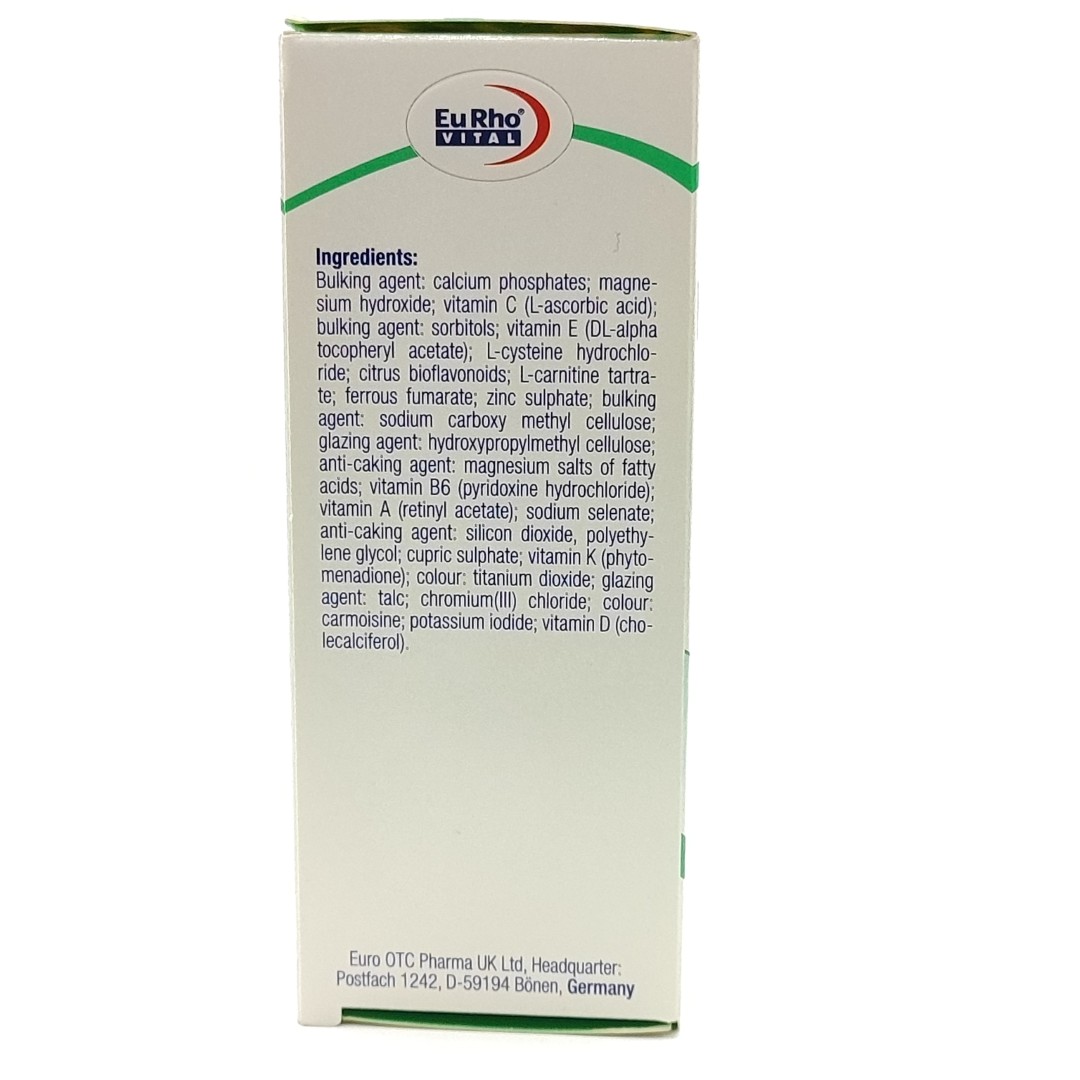 Eu Rho®
VITAL
Ingredients:
Bulking agent: calcium phosphates; magne-
sium hydroxide; vitamin C (L-ascorbic acid);
bulking agent: sorbitols; vitamin E (DL-alpha
tocopheryl acetate); L-cysteine hydrochlo-
ride; citrus bioflavonoids; L-carnitine tartra-
te; ferrous fumarate; zinc sulphate; bulking
agent: sodium carboxy methyl cellulose;
glazing agent: hydroxypropylmethyl cellulose;
anti-caking agent: magnesium salts of fatty
acids; vitamin B6 (pyridoxine hydrochloride);
vitamin A (retinyl acetate); sodium selenate;
anti-caking agent: silicon dioxide, polyethy-
lene glycol; cupric sulphate; vitamin K (phyto-
menadione); colour: titanium dioxide; glazing
agent: talc; chromium(III) chloride; colour:
carmoisine; potassium iodide; vitamin D (cho-
lecalciferol).
Euro OTC Pharma UK Ltd, Headquarter:
Postfach 1242, D-59194 Bönen, Germany